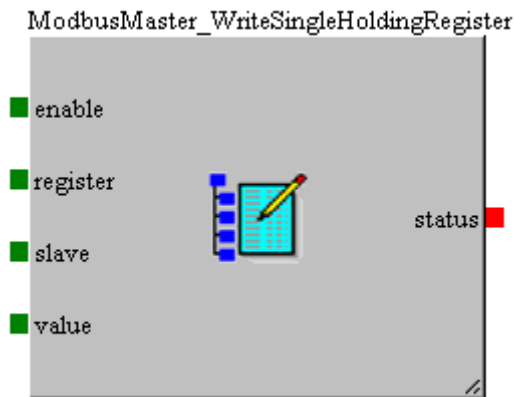 ModbusMaster_WriteSingleHoldingRegister
enable
register
status
slave
value